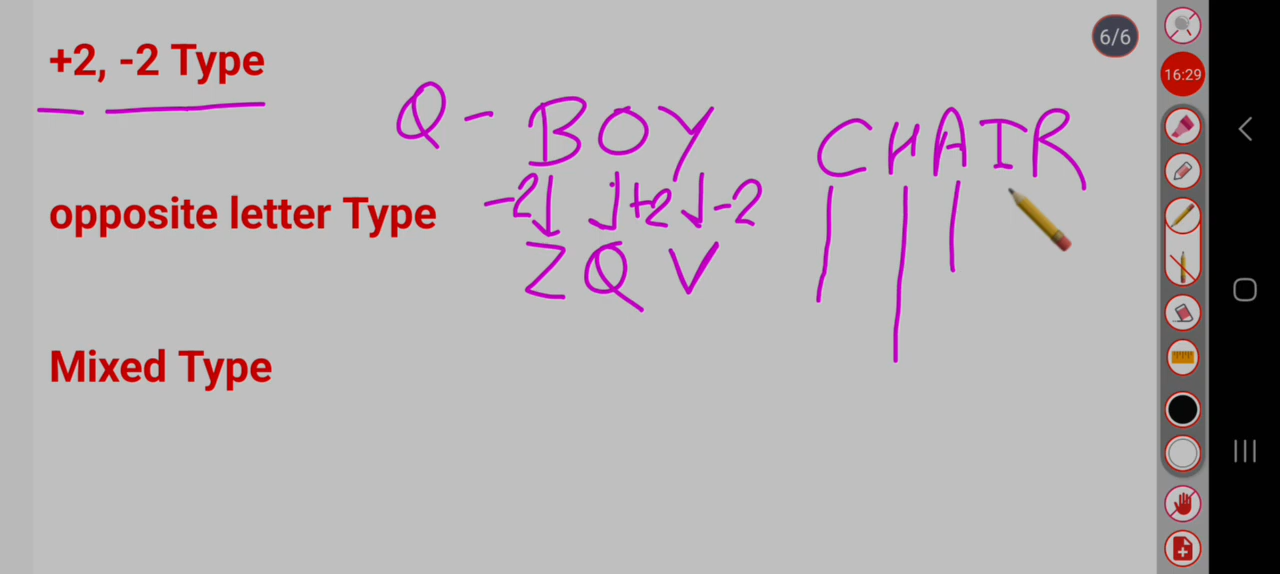 6/6
+2, -2 Type
16:29
Q - BOY CHAIR
-2 +2 -2
opposite letter Type
ZQV
Mixed Type